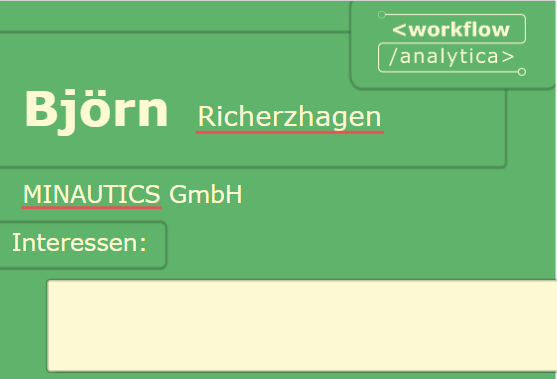 <workflow
/analytica>
Björn Richerzhagen
MINAUTICS GmbH
Interessen: